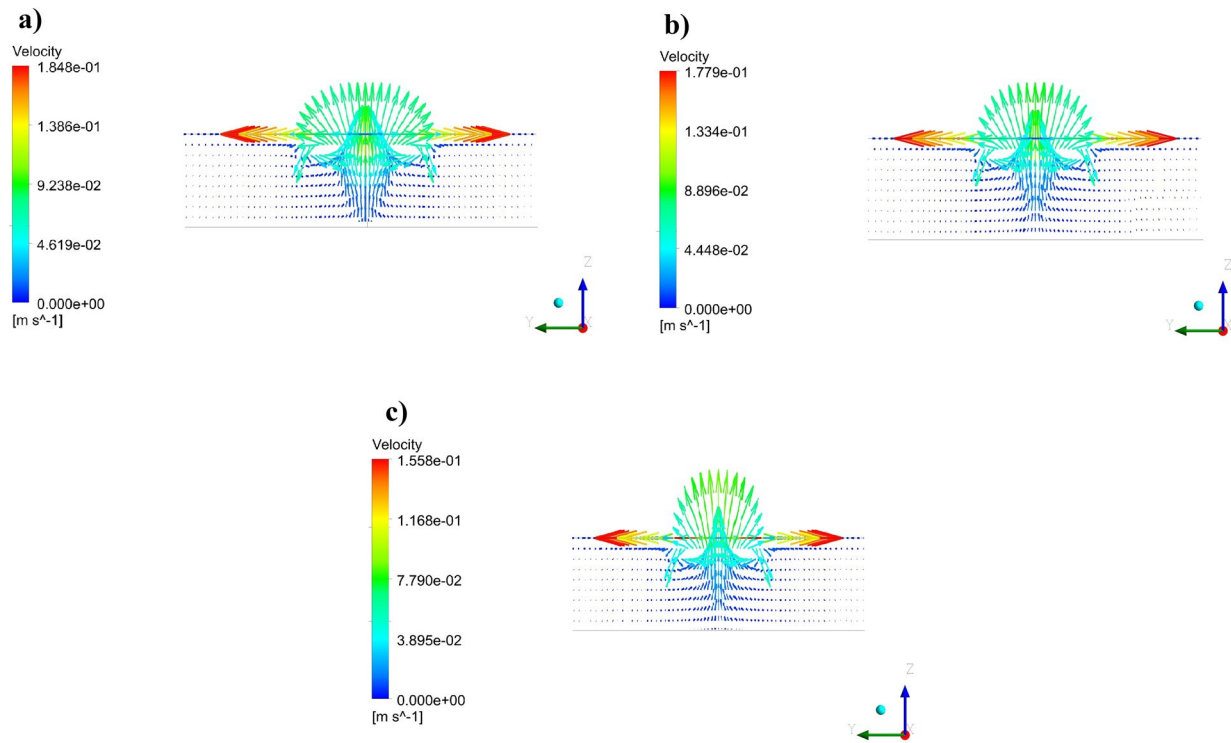 a)
Velocity
1.848e-01
1.386e-01
9.238e-02
4.619e-02
0.000e+00
[m s^-1]
Z
Y
X
b)
Velocity
1.779e-01
1.334e-01
8.896e-02
4.448e-02
0.000e+00
[m s^-1]
Z
Y
X
c)
Velocity
1.558e-01
1.168e-01
7.790e-02
3.895e-02
0.000e+00
[m s^-1]
Z
Y
X